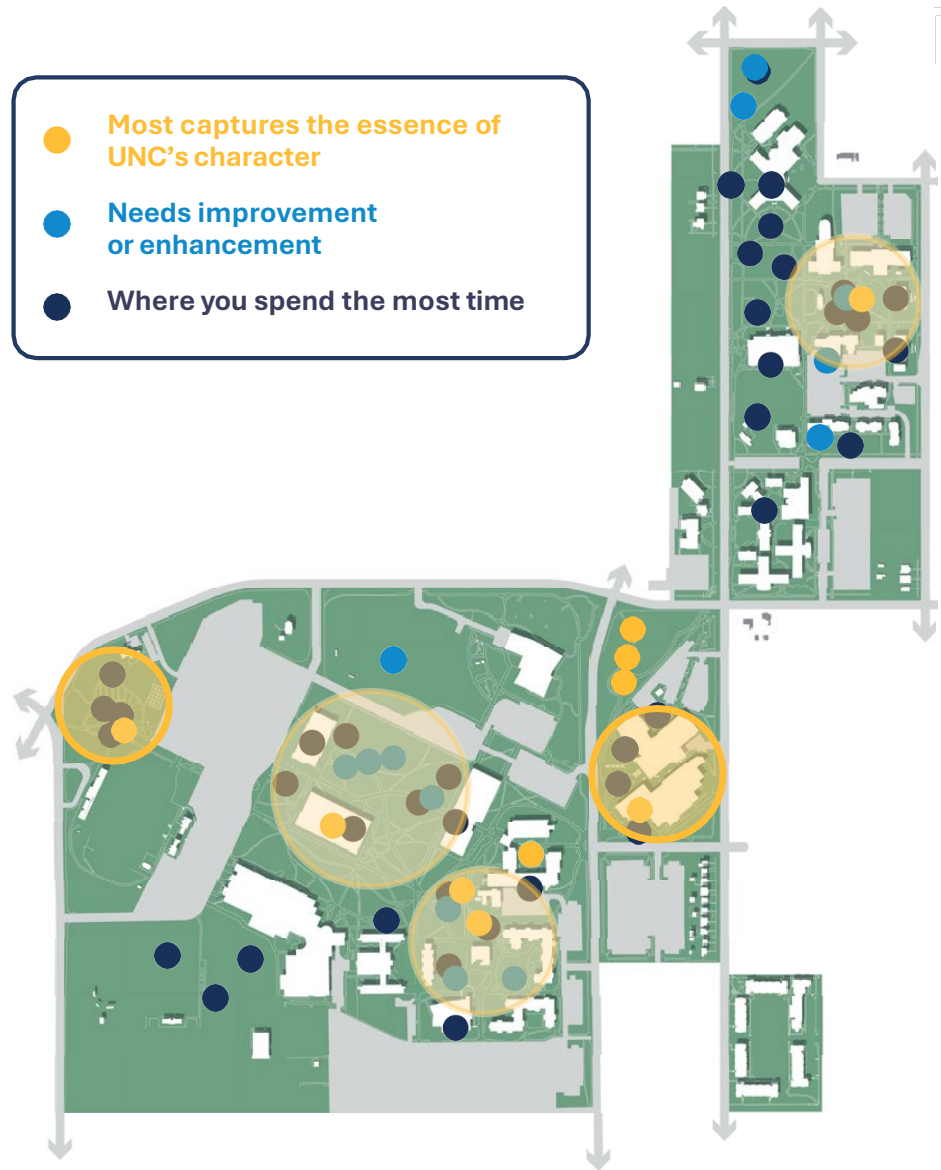 Most captures the essence of
UNC’s character
Needs improvement
or enhancement
Where you spend the most time